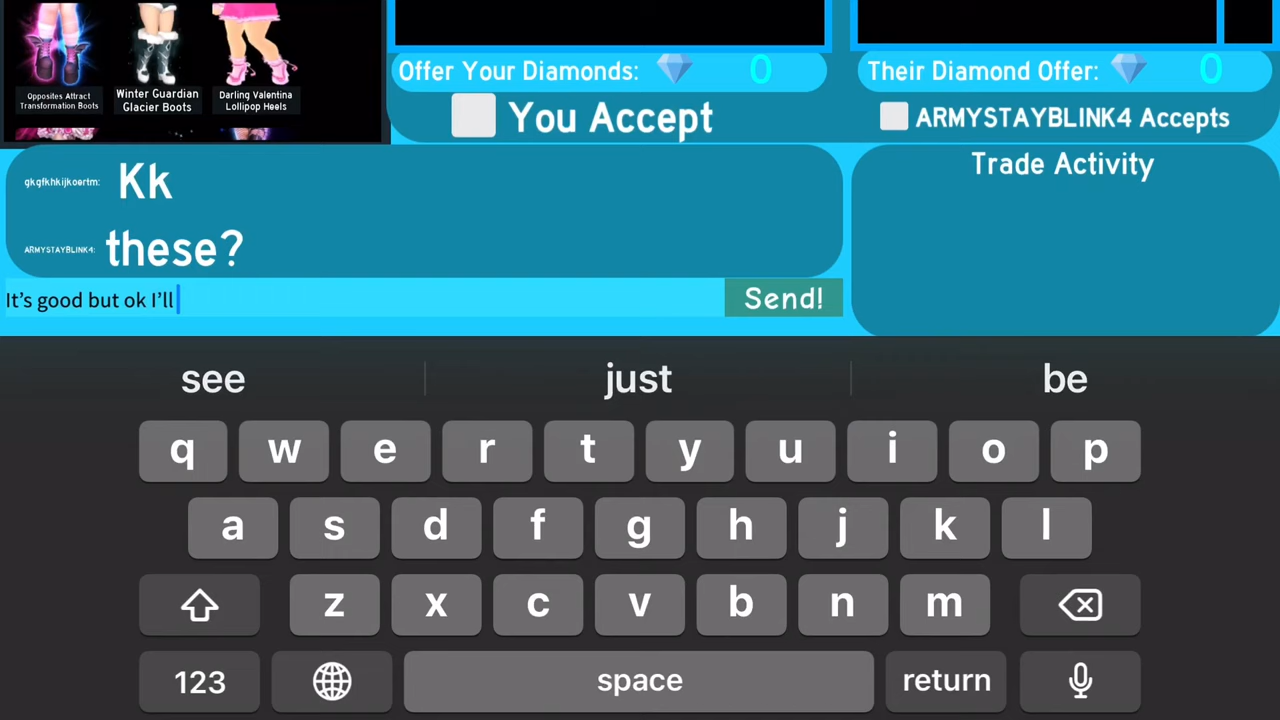 Opposites Attract
Transformation Boots
Winter Guardian
Glacier Boots
Darling Valentina
Lollipop Heels
Offer Your Diamonds: 0
Their Diamond Offer: 0
You Accept
ARMYSTAYBLINK4 Accepts
gkgfkhkijkoertm: Kk
ARMYSTAYBLINK4: these?
Trade Activity
It's good but ok I'll
Send!
see just be
q w e r t y u i o p
a s d f g h j k l
z x c v b n m
123 space return